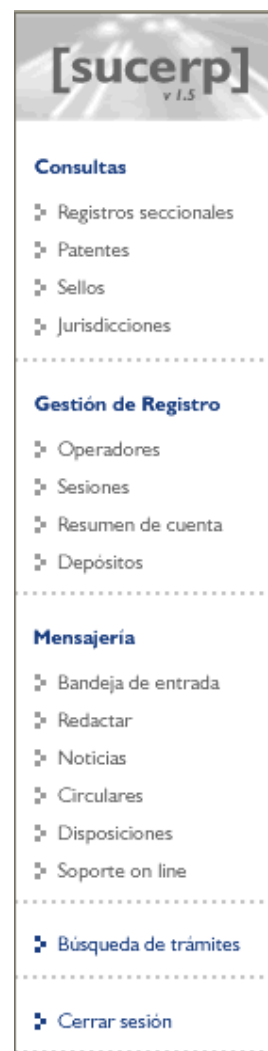 [sucerp]
v 1.5
Consultas
Registros seccionales
Patentes
Sellos
Jurisdicciones
Gestión de Registro
Operadores
Sesiones
Resumen de cuenta
Depósitos
Mensajería
Bandeja de entrada
Redactar
Noticias
Circulares
Disposiciones
Soporte on line
Búsqueda de trámites
Cerrar sesión